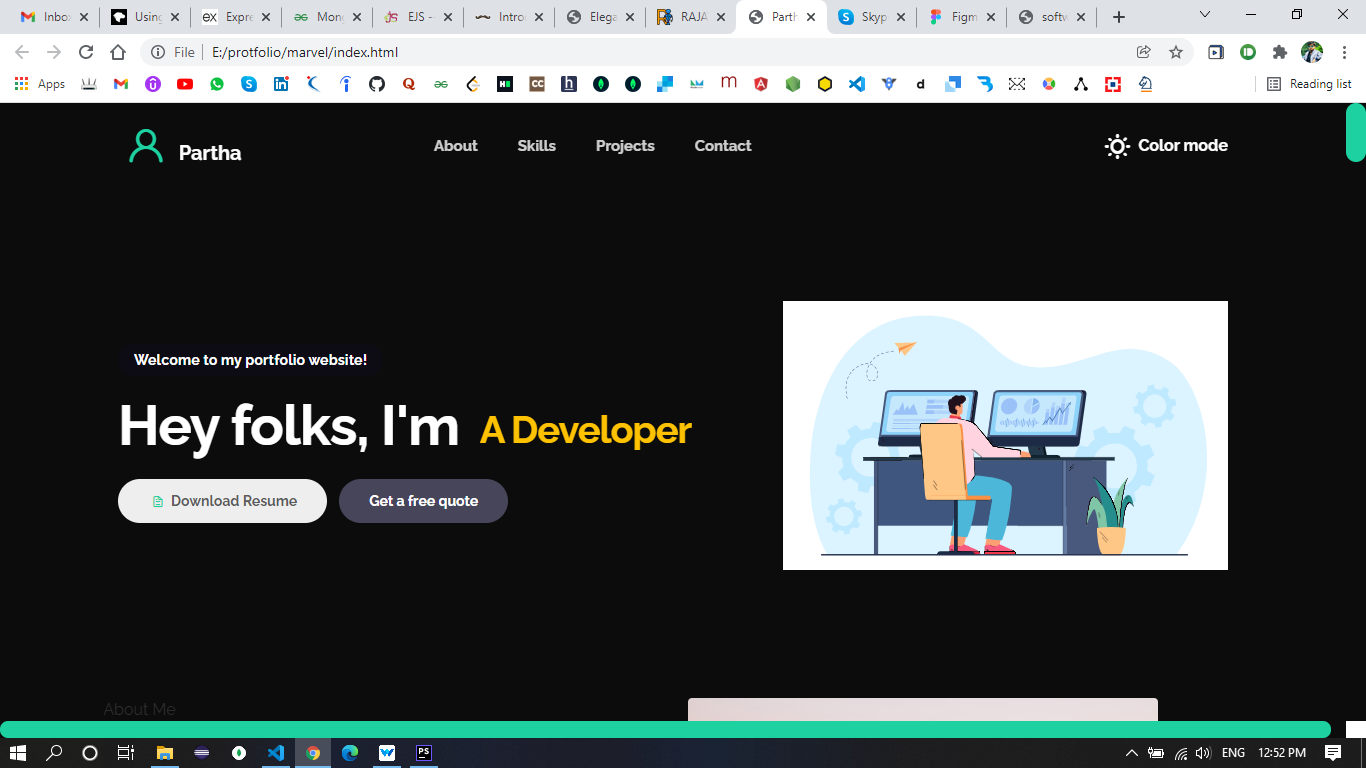 Inbo
Using
ex Expre
Mong
EJS -
Intro
Elega
RAJA
Parth
Skyp
Figm
softw
File
E:/protfolio/marvel/index.html
Apps
Reading list
Partha
About
Skills
Projects
Contact
Color mode
Welcome to my portfolio website!
Hey folks, I'm A Developer
Download Resume
Get a free quote
About Me
ENG
12:52 PM